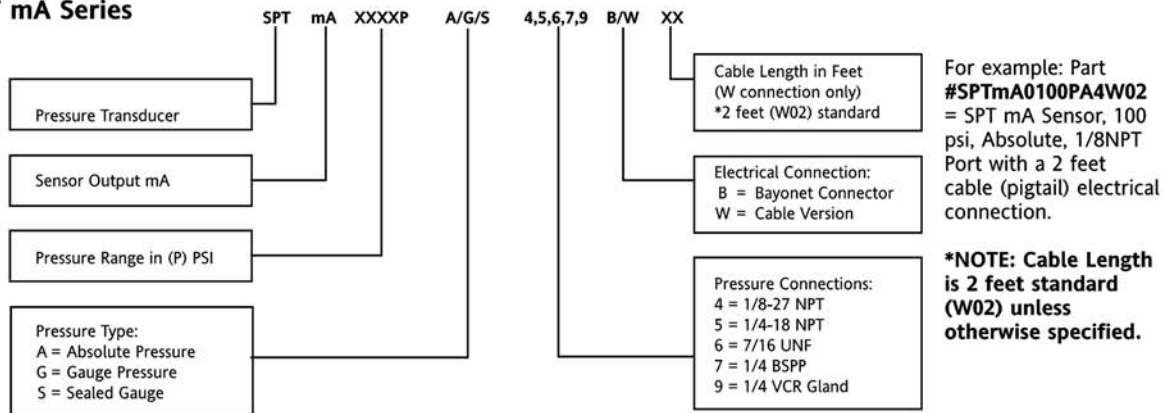 mA Series
SPT mA XXXXP A/G/S 4,5,6,7,9 B/W XX
Pressure Transducer
Sensor Output mA
Pressure Range in (P) PSI
Pressure Type:
A = Absolute Pressure
G = Gauge Pressure
S = Sealed Gauge
Cable Length in Feet
(W connection only)
*2 feet (W02) standard
Electrical Connection:
B = Bayonet Connector
W = Cable Version
Pressure Connections:
4 = 1/8-27 NPT
5 = 1/4-18 NPT
6 = 7/16 UNF
7 = 1/4 BSPP
9 = 1/4 VCR Gland
For example: Part
#SPTmA0100PA4W02
= SPT mA Sensor, 100
psi, Absolute, 1/8NPT
Port with a 2 feet
cable (pigtail) electrical
connection.
*NOTE: Cable Length
is 2 feet standard
(W02) unless
otherwise specified.